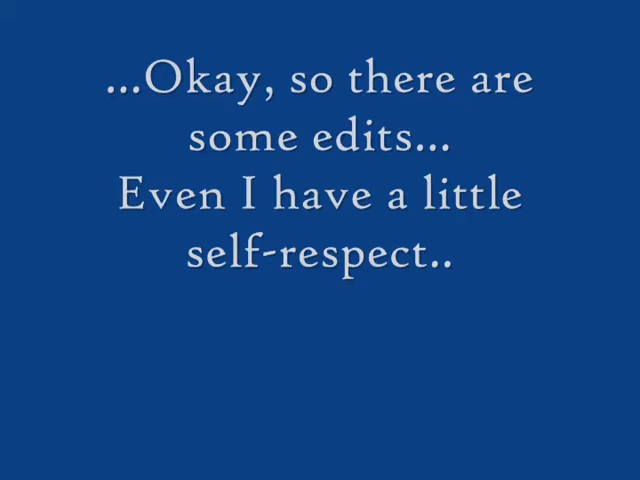 ...Okay, so there are
some edits...
Even I have a little
self-respect..